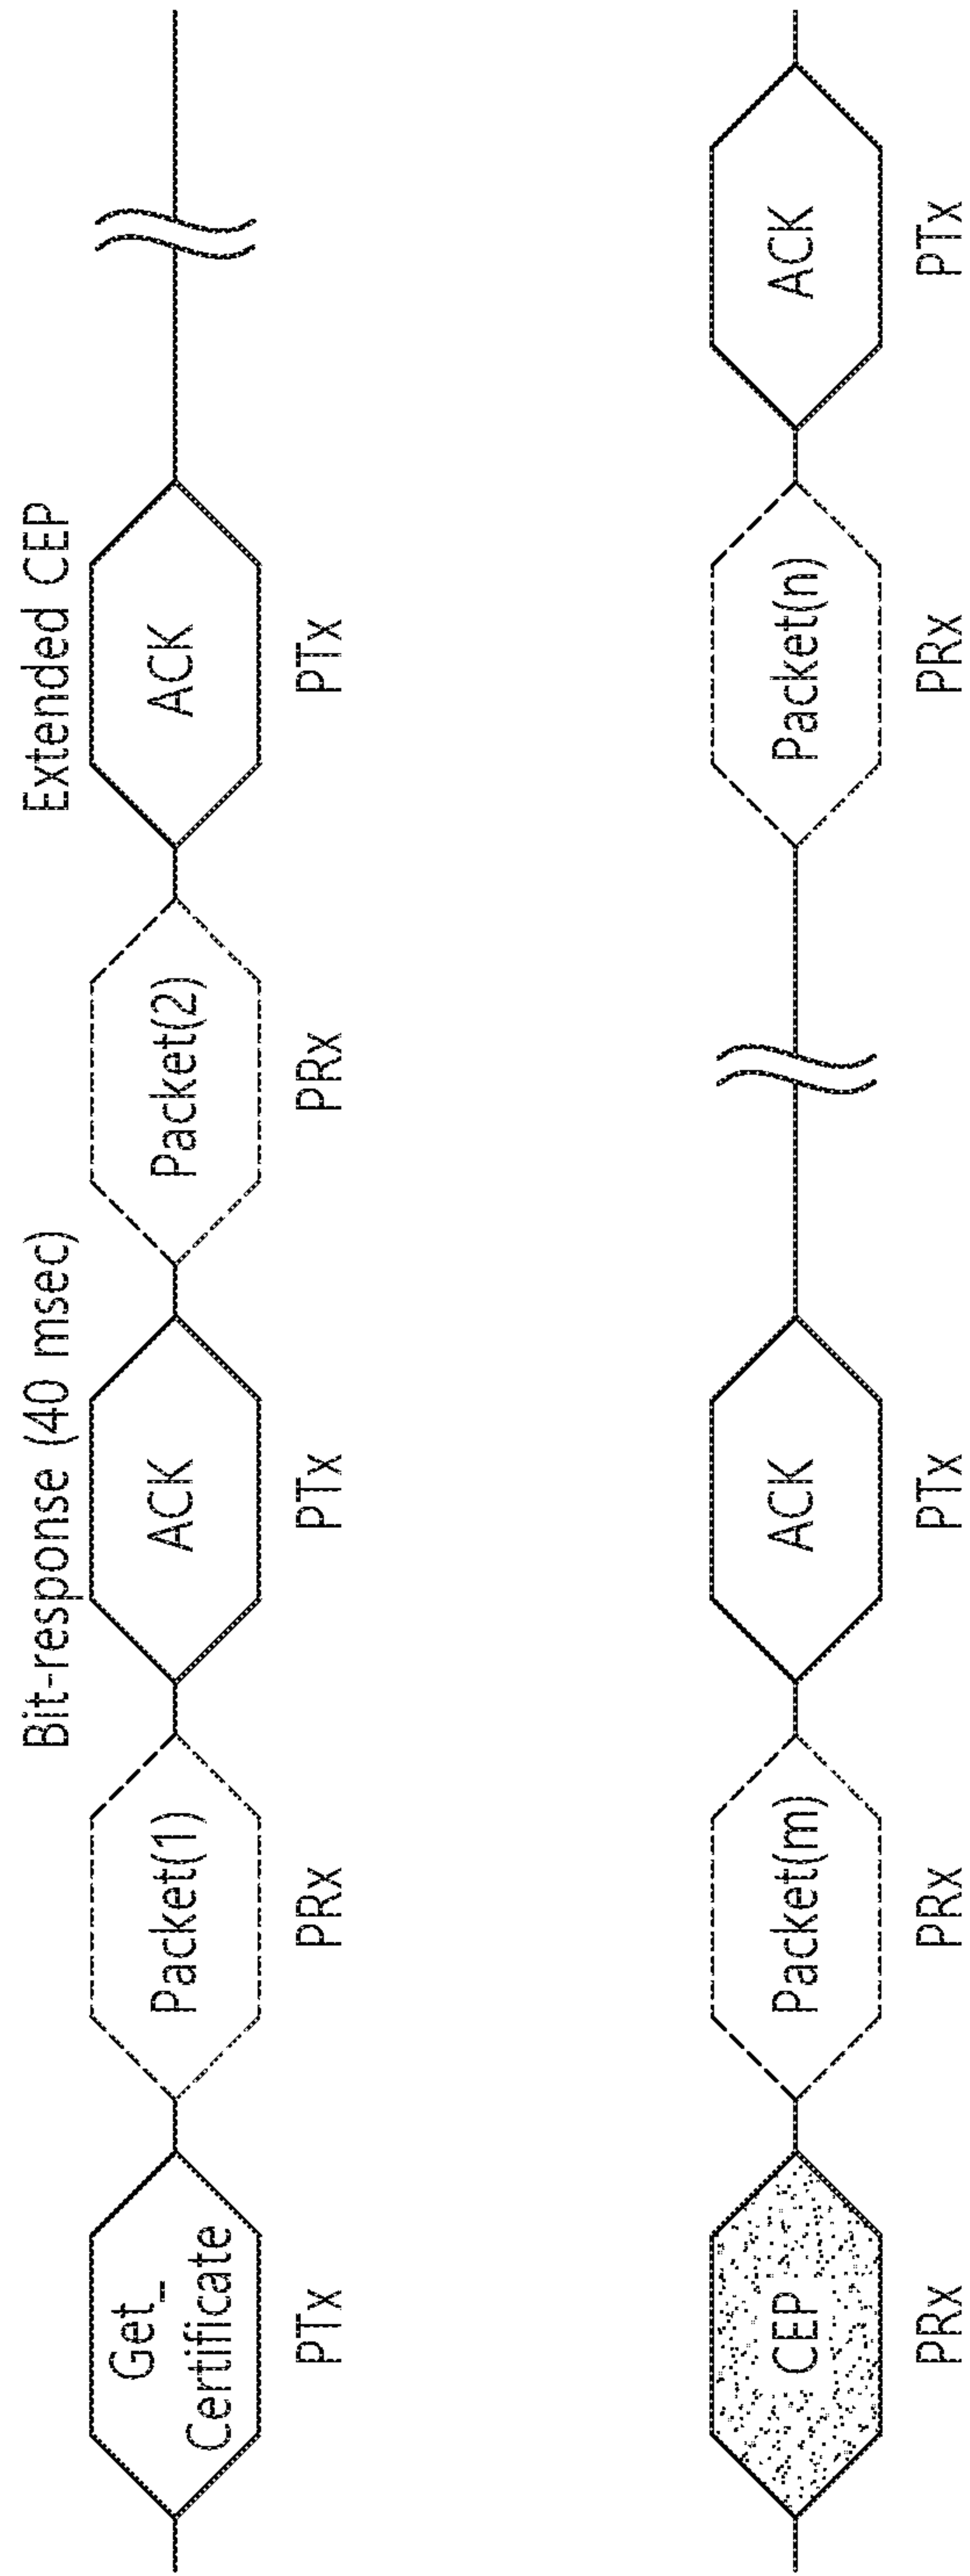 Bit-response (40 msec) Extended CEP
Get_
Certificate
Packet(1) ACK Packet(2) ACK
PTx PRx PTx PRx PTx
CEP Packet(m) ACK Packet(n) ACK
PRx PRx PTx PRx PTx